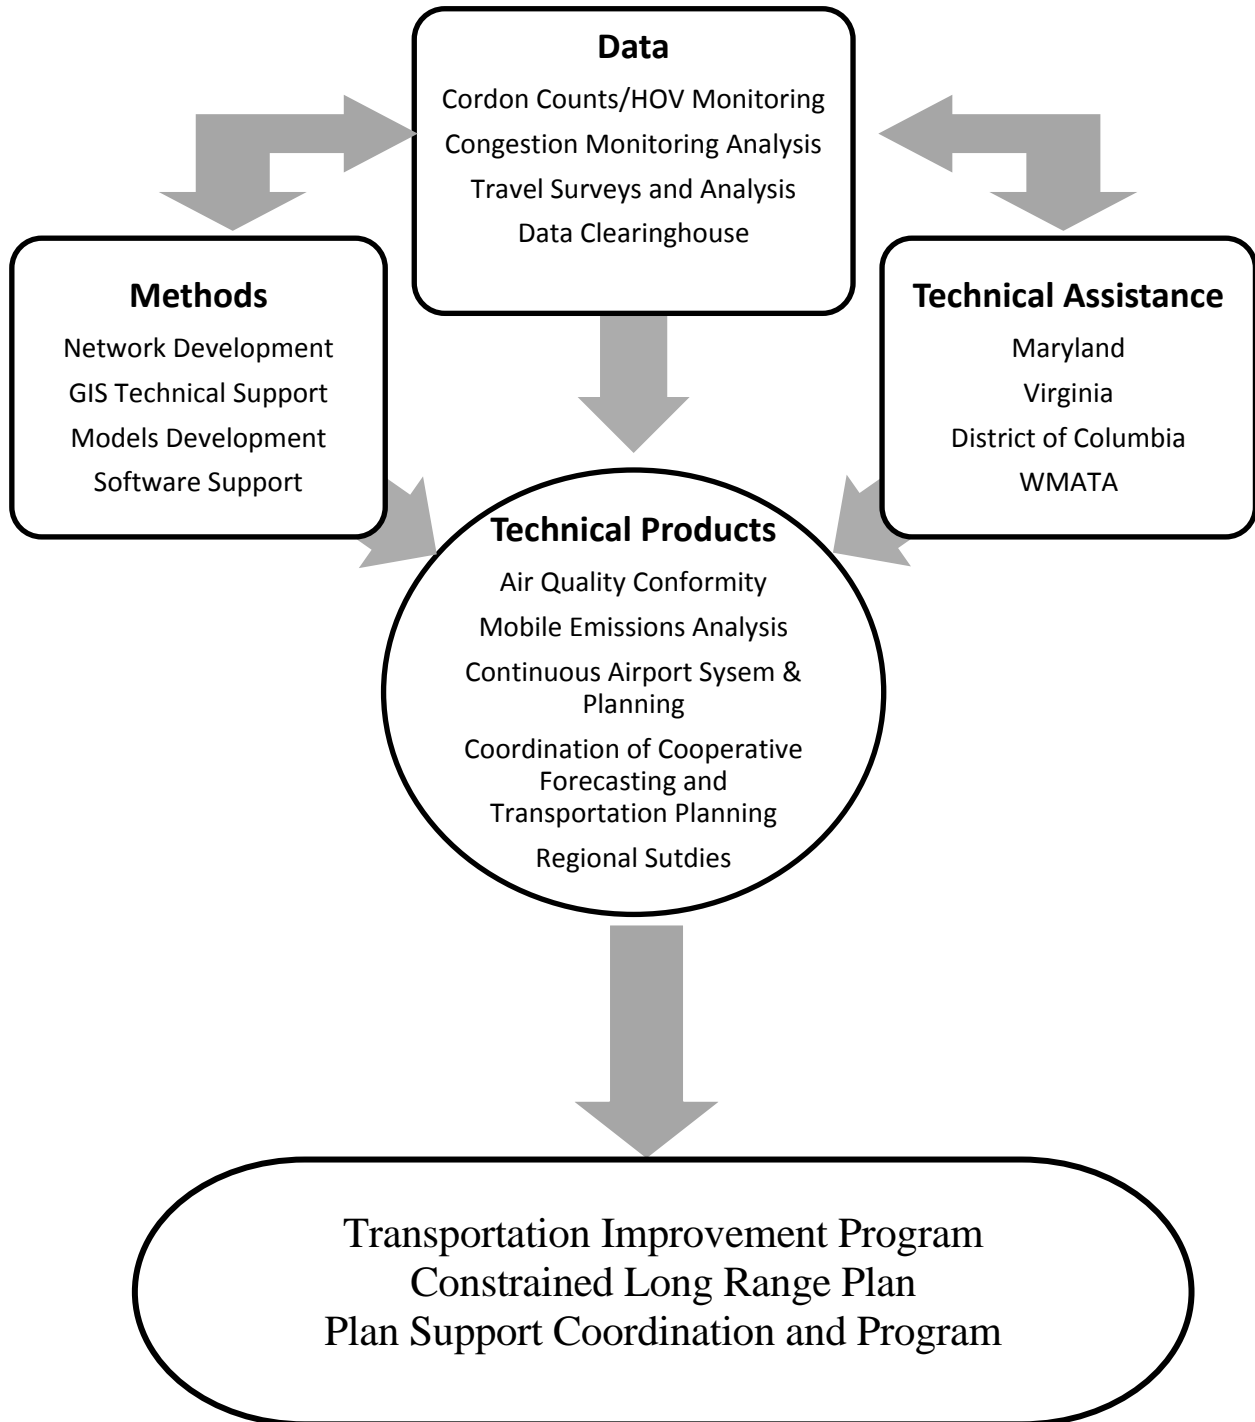 Data
Cordon Counts/HOV Monitoring
Congestion Monitoring Analysis
Travel Surveys and Analysis
Data Clearinghouse
Methods
Network Development
GIS Technical Support
Models Development
Software Support
Technical Assistance
Maryland
Virginia
District of Columbia
WMATA
Technical Products
Air Quality Conformity
Mobile Emissions Analysis
Continuous Airport Sysem &
Planning
Coordination of Cooperative
Forecasting and
Transportation Planning
Regional Sutdies
Transportation Improvement Program
Constrained Long Range Plan
Plan Support Coordination and Program